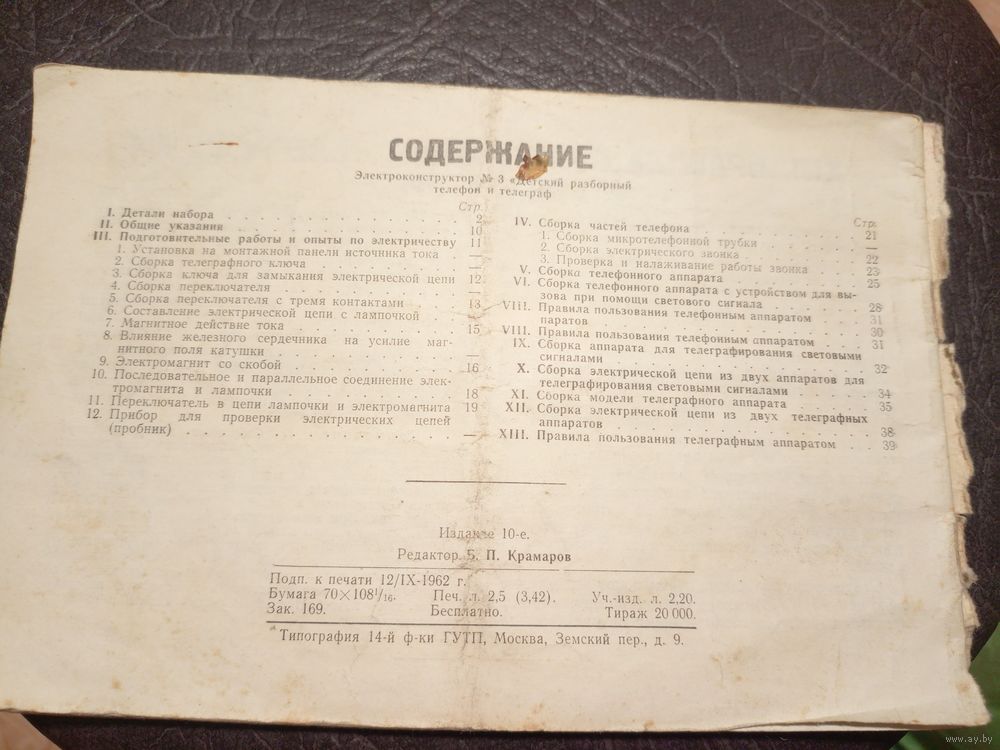 СОДЕРЖАНИЕ
Электроконструктор № 3 «Детский разборный
телефон и телеграф
Стр.
I. Детали набора . . . . . . . . . . . . . 2
II. Общие указания . . . . . . . . . . . . 10
III. Подготовительные работы и опыты по электричеству 11
1. Установка на монтажной панели источника тока . —
2. Сборка телеграфного ключа . . . . . . . —
3. Сборка ключа для замыкания электрической цепи 12
4. Сборка переключателя . . . . . . . . . —
5. Сборка переключателя с тремя контактами . . 13
6. Составление электрической цепи с лампочкой . —
7. Магнитное действие тока . . . . . . . . 15
8. Влияние железного сердечника на усилие маг-
нитного поля катушки . . . . . . . . . —
9. Электромагнит со скобой . . . . . . . . 16
10. Последовательное и параллельное соединение элек-
тромагнита и лампочки . . . . . . . . . 18
11. Переключатель в цепи лампочки и электромагнита 19
12. Прибор для проверки электрических цепей
(пробник) . . . . . . . . . . . . . —
Стр.
IV. Сборка частей телефона . . . . . . . . . 21
1. Сборка микротелефонной трубки . . . . . —
2. Сборка электрического звонка . . . . . . 22
3. Проверка и налаживание работы звонка . . . 23
V. Сборка телефонного аппарата . . . . . . . 25
VI. Сборка телефонного аппарата с устройством для вы-
зова при помощи светового сигнала . . . . . 28
VIII. Правила пользования телефонным аппаратом . . . 31
паратов . . . . . . . . . . . . . . 30
VIII. Правила пользования телефонным аппаратом . . . 31
IX. Сборка аппарата для телеграфирования световыми
сигналами . . . . . . . . . . . . . 32
X. Сборка электрической цепи из двух аппаратов для
телеграфирования световыми сигналами . . . . 34
XI. Сборка модели телеграфного аппарата . . . . 35
XII. Сборка электрической цепи из двух телеграфных
аппаратов . . . . . . . . . . . . . 38
XIII. Правила пользования телеграфным аппаратом . . 39
Издание 10-е.
Редактор Б. П. Крамаров
Подп. к печати 12/IX-1962 г.
Бумага 70×108¹/₁₆. Печ. л. 2,5 (3,42). Уч.-изд. л. 2,20.
Зак. 169. Бесплатно. Тираж 20 000.
Типография 14-й ф-ки ГУТП, Москва, Земский пер., д. 9.
www.ay.by